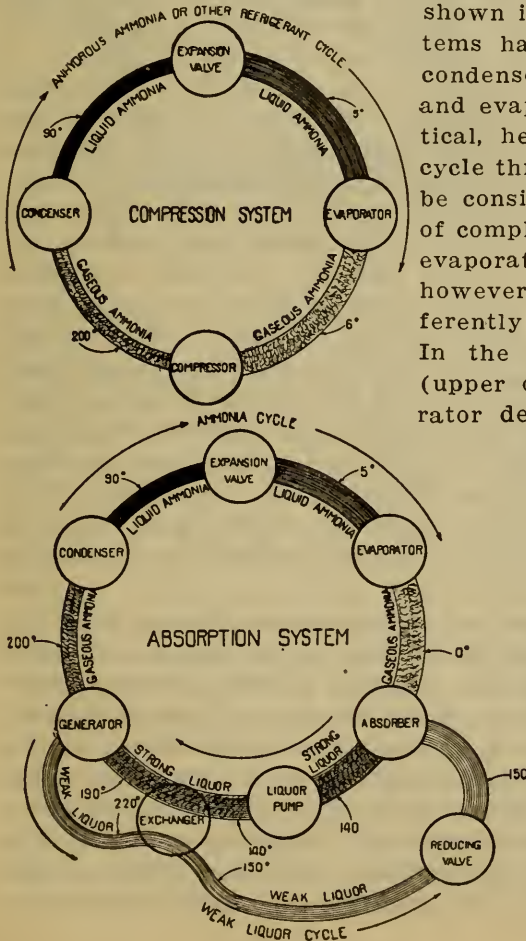 ANHYDROUS AMMONIA OR OTHER REFRIGERANT CYCLE
EXPANSION
VALVE
90°
LIQUID AMMONIA
LIQUID AMMONIA
5°
CONDENSER
COMPRESSION SYSTEM
EVAPORATOR
GASEOUS AMMONIA
GASEOUS AMMONIA
200°
6°
COMPRESSOR
shown i
tems ha
condense
and evap
tical, he
cycle thr
be consi
of compl
evaporat
however
ferently
In the
(upper c
rator de
AMMONIA CYCLE
EXPANSION
VALVE
90°
LIQUID AMMONIA
LIQUID AMMONIA
5°
CONDENSER
EVAPORATOR
GASEOUS AMMONIA
ABSORPTION SYSTEM
GASEOUS AMMONIA
200°
0°
GENERATOR
ABSORBER
STRONG LIQUOR
STRONG
LIQUOR
LIQUOR
PUMP
WEAK LIQUOR
190°
220°
EXCHANGER
140°
140
150
150°
REDUCING
VALVE
WEAK LIQUOR
WEAK LIQUOR CYCLE